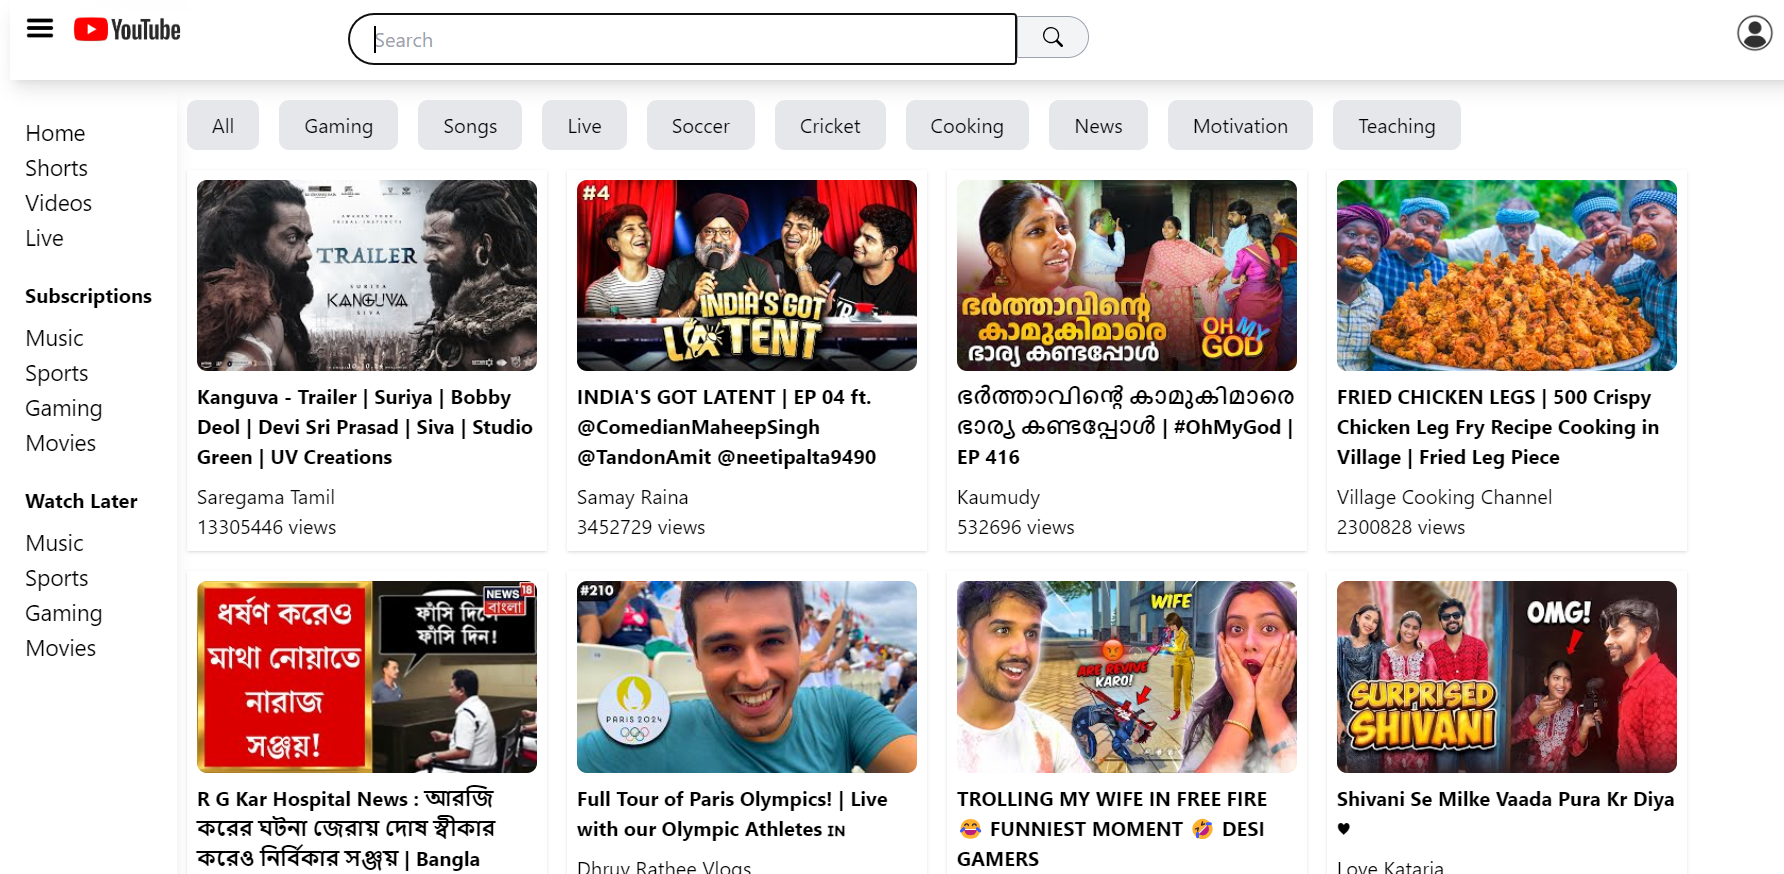 YouTube
Search
Home
Shorts
Videos
Live
Subscriptions
Music
Sports
Gaming
Movies
Watch Later
Music
Sports
Gaming
Movies
All
Gaming
Songs
Live
Soccer
Cricket
Cooking
News
Motivation
Teaching
TRAILER
SURIYA
KANGUVA
SIVA
10.10.24
Kanguva - Trailer | Suriya | Bobby
Deol | Devi Sri Prasad | Siva | Studio
Green | UV Creations
Saregama Tamil
13305446 views
#4
INDIA'S GOT
LATENT
INDIA'S GOT LATENT | EP 04 ft.
@ComedianMaheepSingh
@TandonAmit @neetipalta9490
Samay Raina
3452729 views
ഭർത്താവിന്റെ
കാമുകിമാരെ
ഭാര്യ കണ്ടപ്പോൾ
OH MY
GOD
ഭർത്താവിന്റെ കാമുകിമാരെ
ഭാര്യ കണ്ടപ്പോൾ | #OhMyGod |
EP 416
Kaumudy
532696 views
FRIED CHICKEN LEGS | 500 Crispy
Chicken Leg Fry Recipe Cooking in
Village | Fried Leg Piece
Village Cooking Channel
2300828 views
ধর্ষণ করেও
মাথা নোয়াতে
নারাজ
সঞ্জয়!
ফাঁসি দিলে
ফাঁসি দিন!
NEWS 18
বাংলা
R G Kar Hospital News : আরজি
করের ঘটনা জেরায় দোষ স্বীকার
করেও নির্বিকার সঞ্জয় | Bangla
#210
PARIS 2024
Full Tour of Paris Olympics! | Live
with our Olympic Athletes 🇮🇳
Dhruv Rathee Vlogs
WIFE
ARE REVIVE
KARO!
TROLLING MY WIFE IN FREE FIRE
😂 FUNNIEST MOMENT 🤣 DESI
GAMERS
OMG!
SURPRISED
SHIVANI
Shivani Se Milke Vaada Pura Kr Diya
♥
Love Kataria